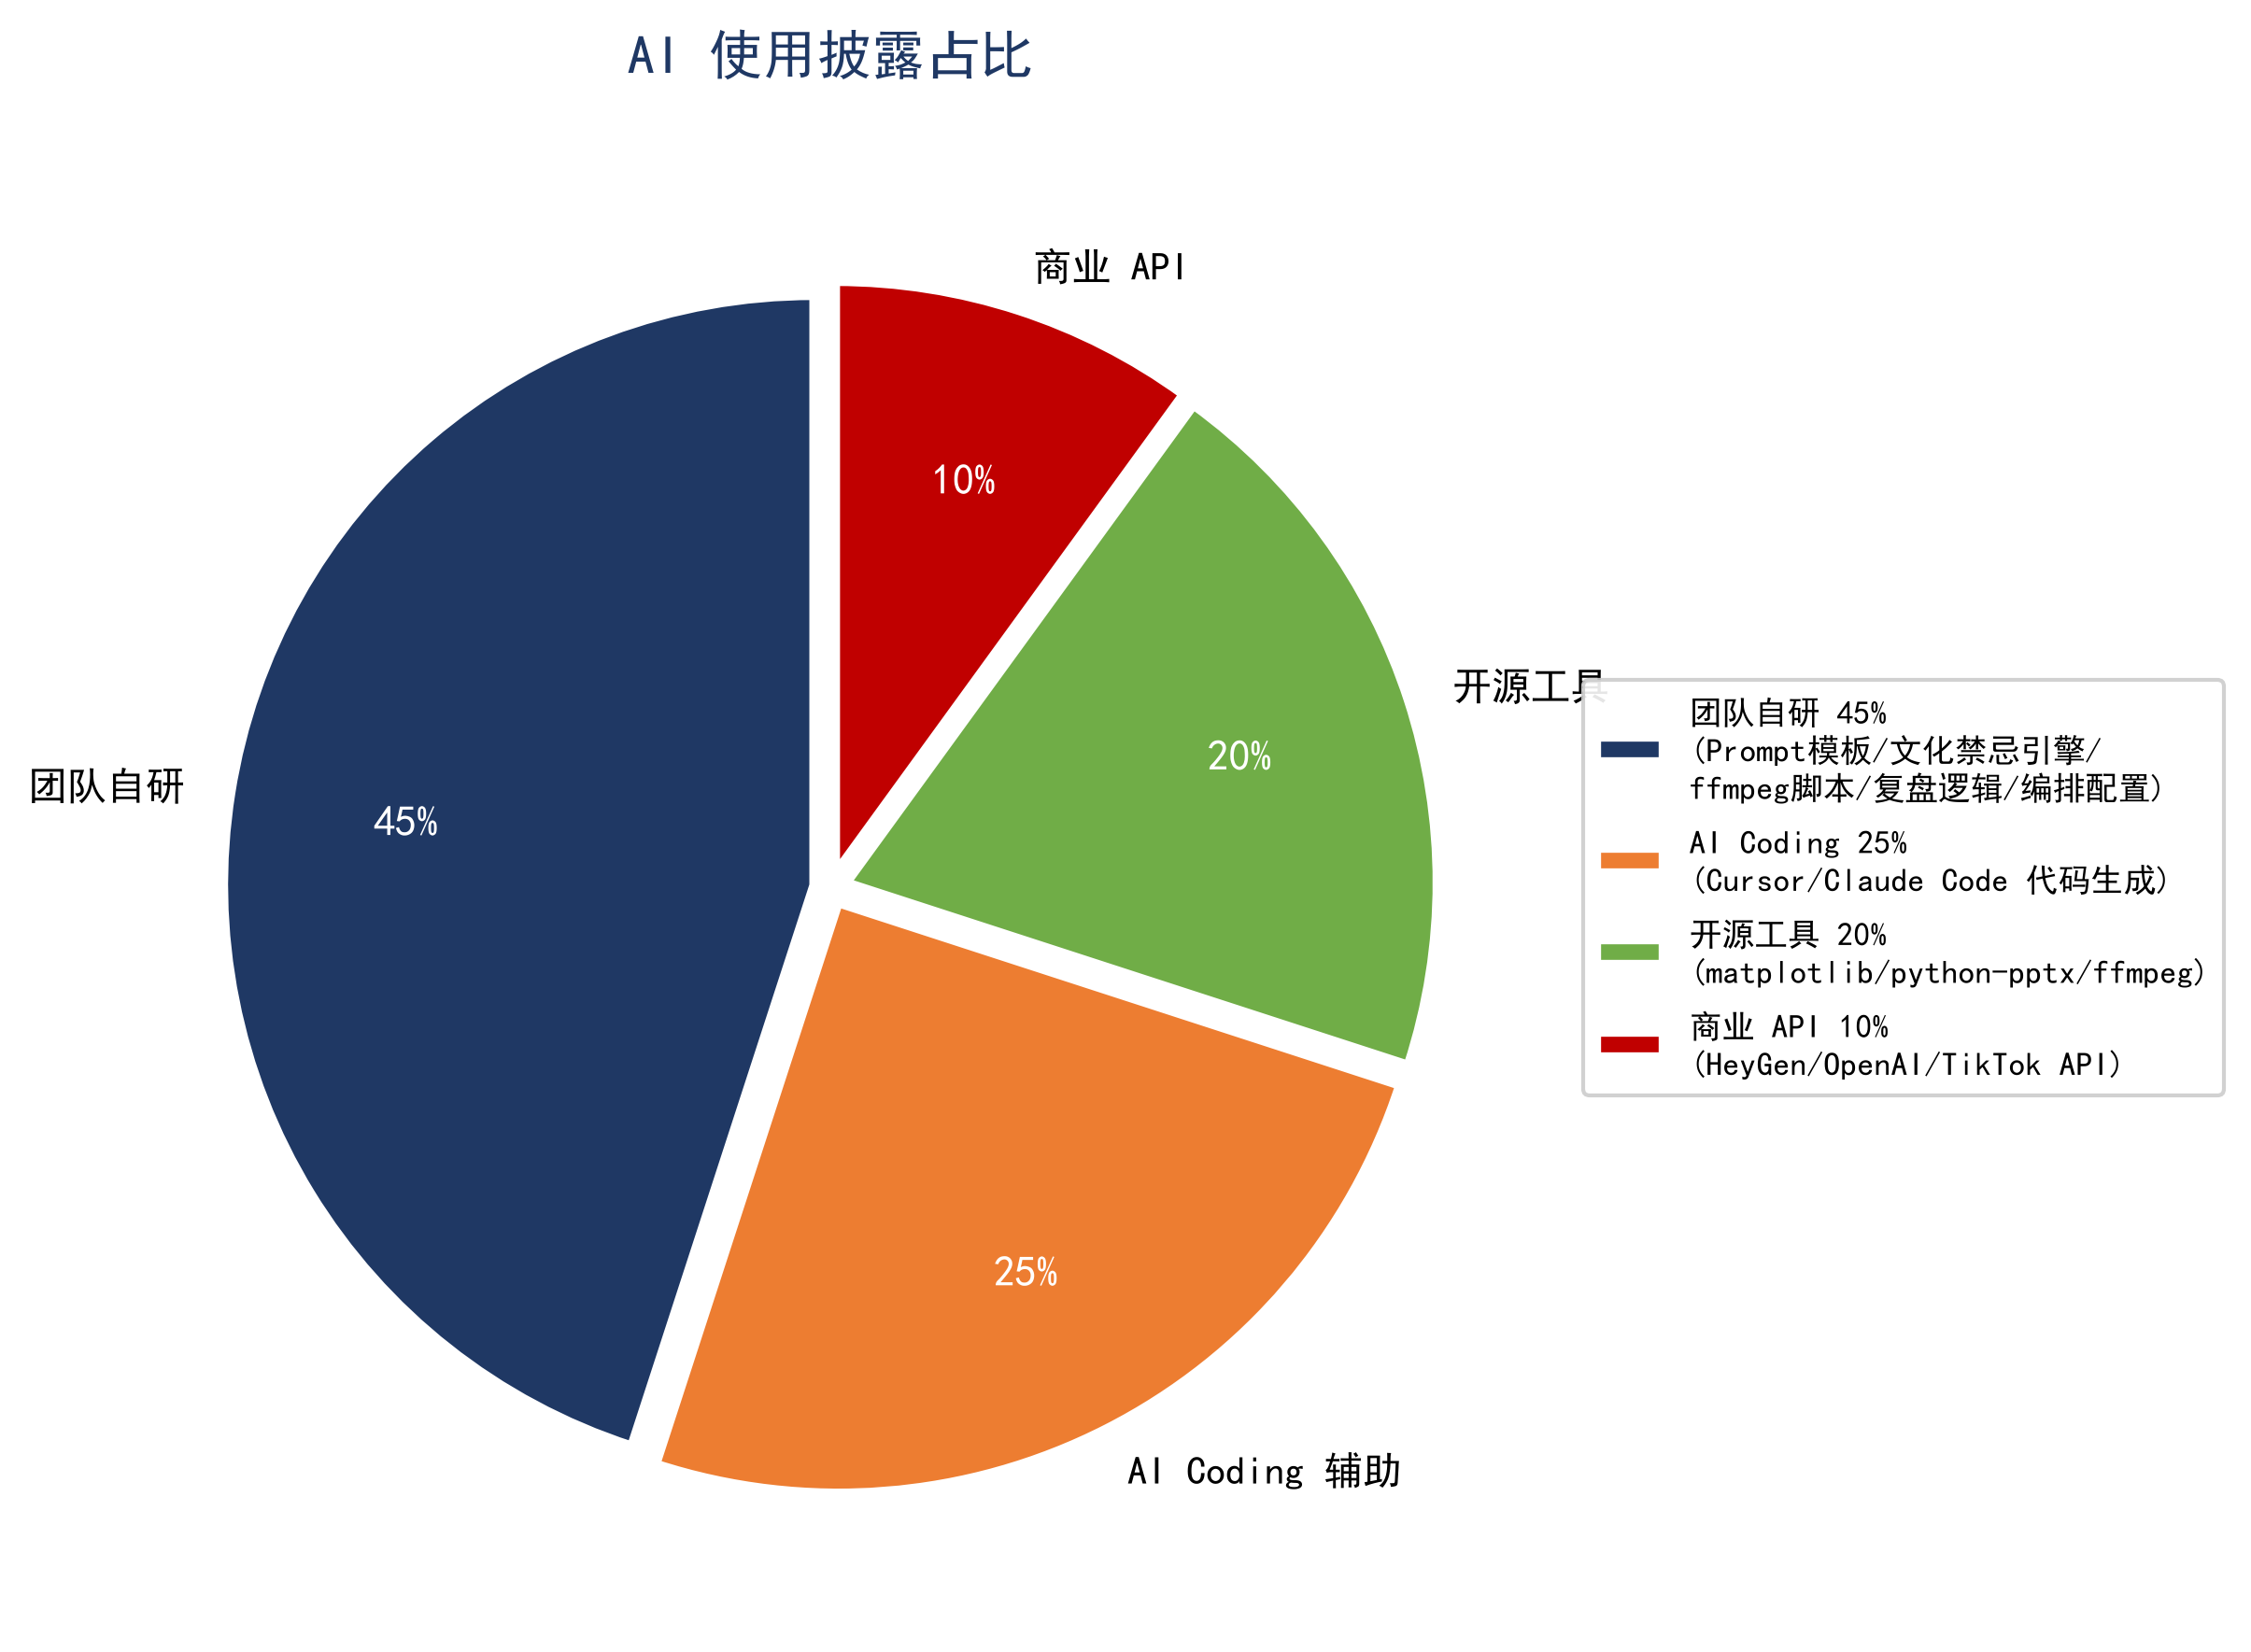 AI 使用披露占比
商业 API
10%
开源工具
20%
团队自研
45%
25%
AI Coding 辅助
团队自研 45%
(Prompt模板/文化禁忌引擎/
ffmpeg脚本/复盘逻辑/编排配置)
AI Coding 25%
(Cursor/Claude Code 代码生成)
开源工具 20%
(matplotlib/python-pptx/ffmpeg)
商业 API 10%
(HeyGen/OpenAI/TikTok API)